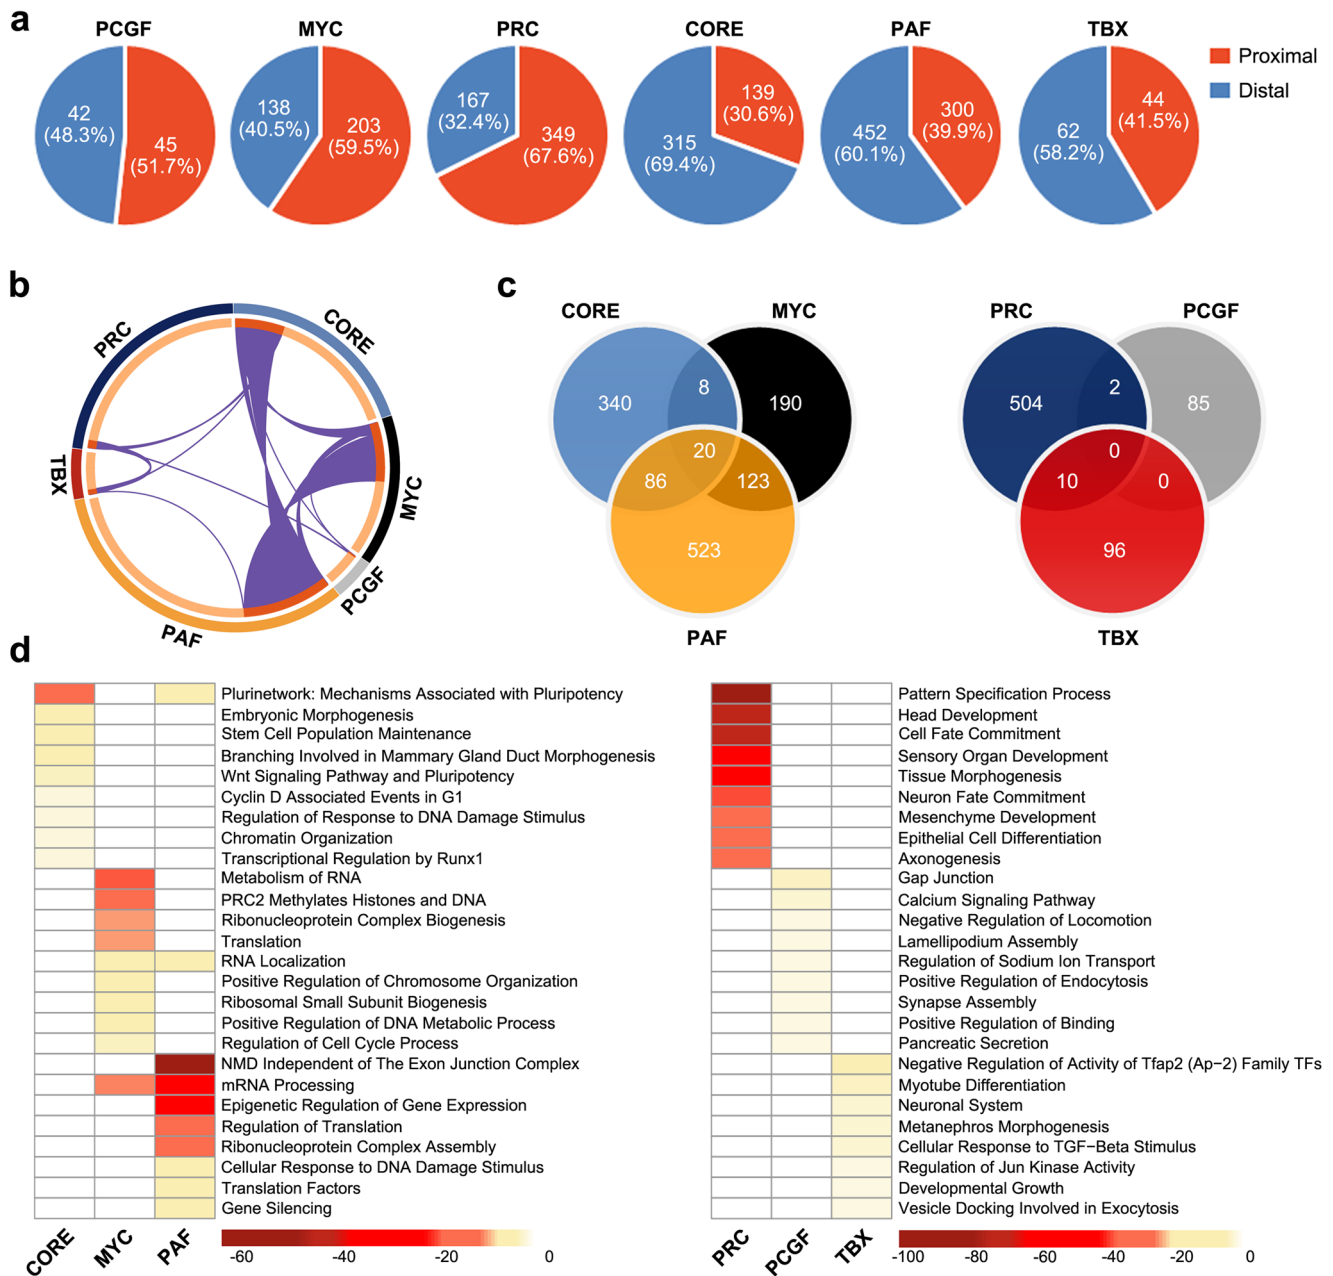 a
PCGF
MYC
PRC
CORE
PAF
TBX
42
(48.3%)
45
(51.7%)
138
(40.5%)
203
(59.5%)
167
(32.4%)
349
(67.6%)
139
(30.6%)
315
(69.4%)
300
(39.9%)
452
(60.1%)
44
(41.5%)
62
(58.2%)
Proximal
Distal
b
PRC
CORE
TBX
MYC
PCGF
PAF
c
CORE
MYC
340
8
190
20
86
123
523
PAF
PRC
PCGF
504
2
85
0
10
0
96
TBX
d
Plurinetwork: Mechanisms Associated with Pluripotency
Embryonic Morphogenesis
Stem Cell Population Maintenance
Branching Involved in Mammary Gland Duct Morphogenesis
Wnt Signaling Pathway and Pluripotency
Cyclin D Associated Events in G1
Regulation of Response to DNA Damage Stimulus
Chromatin Organization
Transcriptional Regulation by Runx1
Metabolism of RNA
PRC2 Methylates Histones and DNA
Ribonucleoprotein Complex Biogenesis
Translation
RNA Localization
Positive Regulation of Chromosome Organization
Ribosomal Small Subunit Biogenesis
Positive Regulation of DNA Metabolic Process
Regulation of Cell Cycle Process
NMD Independent of The Exon Junction Complex
mRNA Processing
Epigenetic Regulation of Gene Expression
Regulation of Translation
Ribonucleoprotein Complex Assembly
Cellular Response to DNA Damage Stimulus
Translation Factors
Gene Silencing
CORE
MYC
PAF
-60
-40
-20
0
Pattern Specification Process
Head Development
Cell Fate Commitment
Sensory Organ Development
Tissue Morphogenesis
Neuron Fate Commitment
Mesenchyme Development
Epithelial Cell Differentiation
Axonogenesis
Gap Junction
Calcium Signaling Pathway
Negative Regulation of Locomotion
Lamellipodium Assembly
Regulation of Sodium Ion Transport
Positive Regulation of Endocytosis
Synapse Assembly
Positive Regulation of Binding
Pancreatic Secretion
Negative Regulation of Activity of Tfap2 (Ap−2) Family TFs
Myotube Differentiation
Neuronal System
Metanephros Morphogenesis
Cellular Response to TGF−Beta Stimulus
Regulation of Jun Kinase Activity
Developmental Growth
Vesicle Docking Involved in Exocytosis
PRC
PCGF
TBX
-100
-80
-60
-40
-20
0